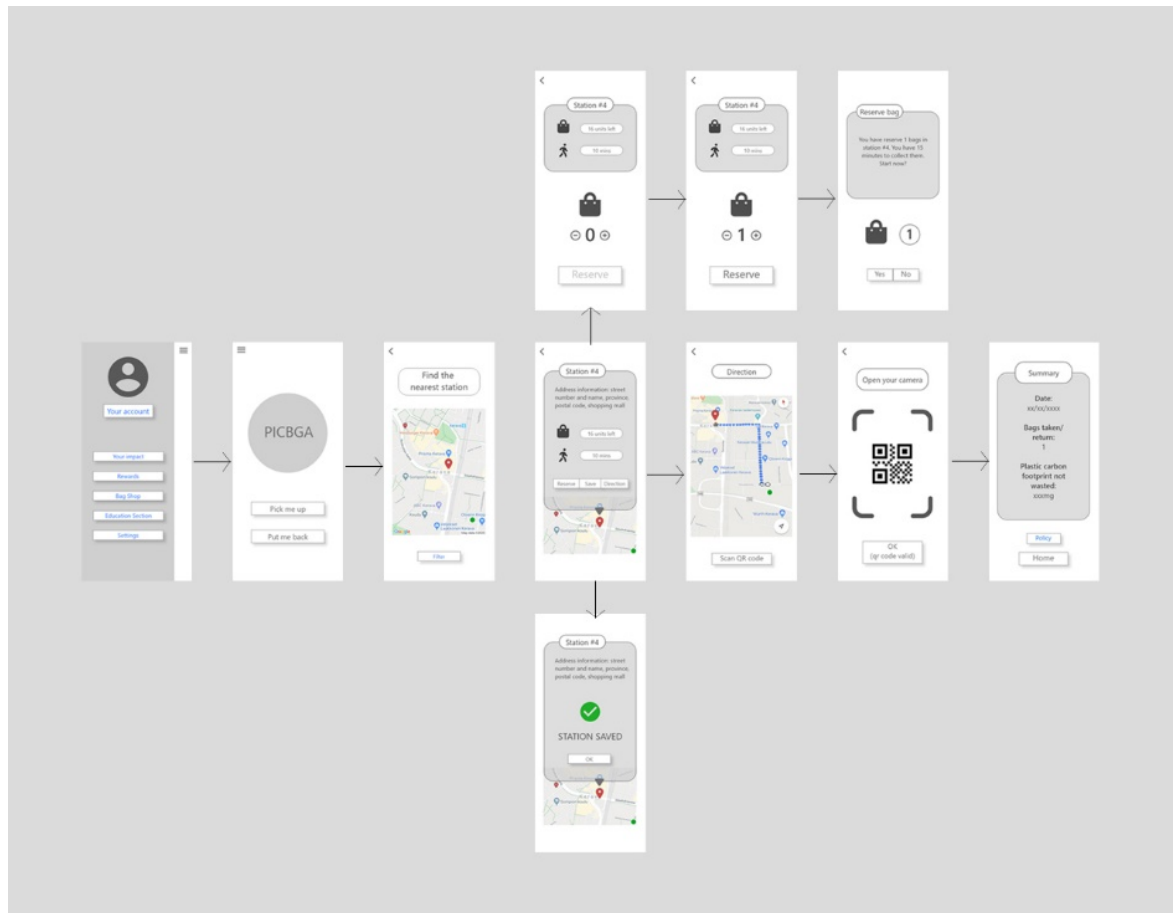 Station #4
16 units left
10 mins
0
Reserve
Station #4
16 units left
10 mins
1
Reserve
Reserve bag
You have reserve 1 bags in
station #4. You have 15
minutes to collect them.
Start now?
1
Yes No
Your account
Your impact
Rewards
Bag Shop
Education Section
Settings
PICBGA
Pick me up
Put me back
Find the
nearest station
Google
Filter
Station #4
Address information: street
number and name, province,
postal code, shopping mall
16 units left
10 mins
Reserve Save Direction
Direction
Scan QR code
Open your camera
OK
(qr code valid)
Summary
Date:
xx/xx/xxxx
Bags taken/
return:
1
Plastic carbon
footprint not
wasted:
xxxmg
Policy
Home
Station #4
Address information: street
number and name, province,
postal code, shopping mall
STATION SAVED
OK